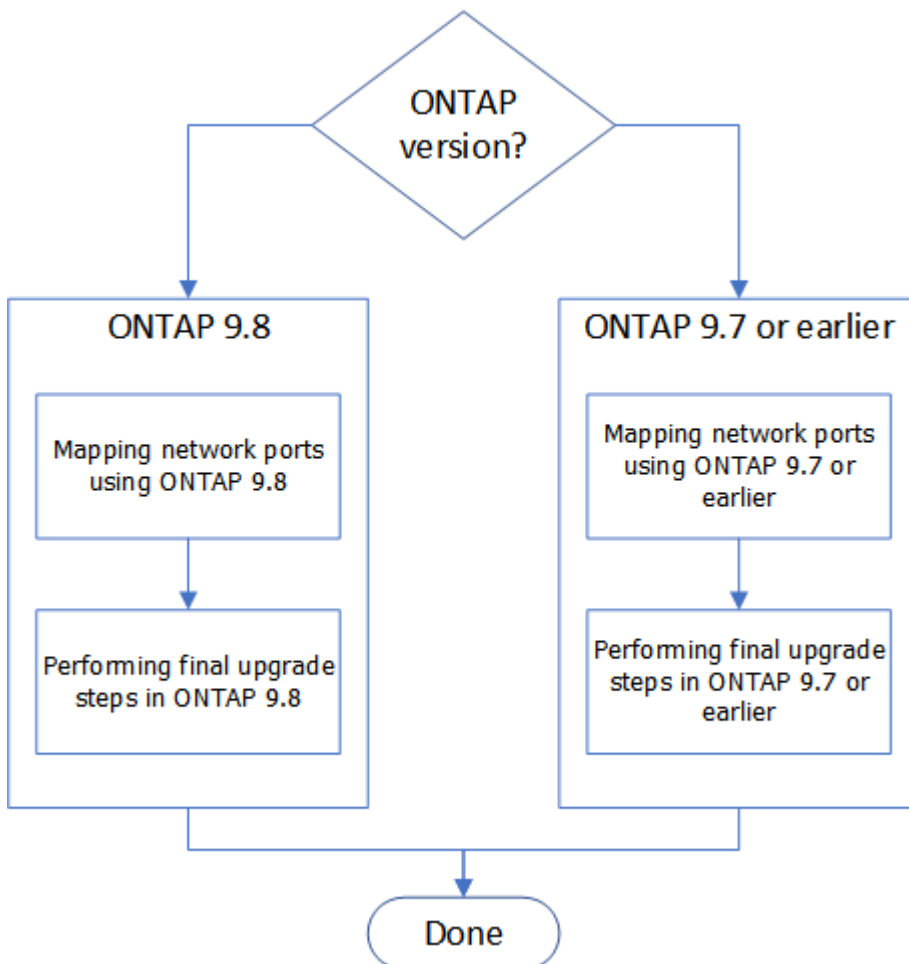 ONTAP
version?
ONTAP 9.8
Mapping network ports
using ONTAP 9.8
Performing final upgrade
steps in ONTAP 9.8
ONTAP 9.7 or earlier
Mapping network ports
using ONTAP 9.7 or
earlier
Performing final upgrade
steps in ONTAP 9.7 or
earlier
Done